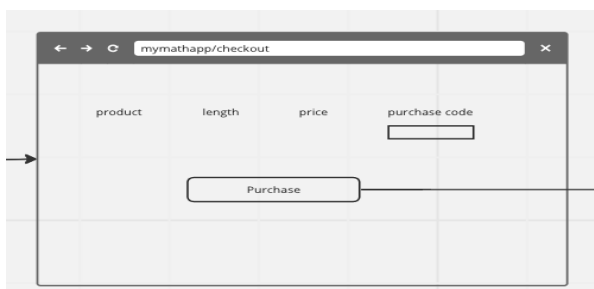 mymathapp/checkout
product length price purchase code
Purchase